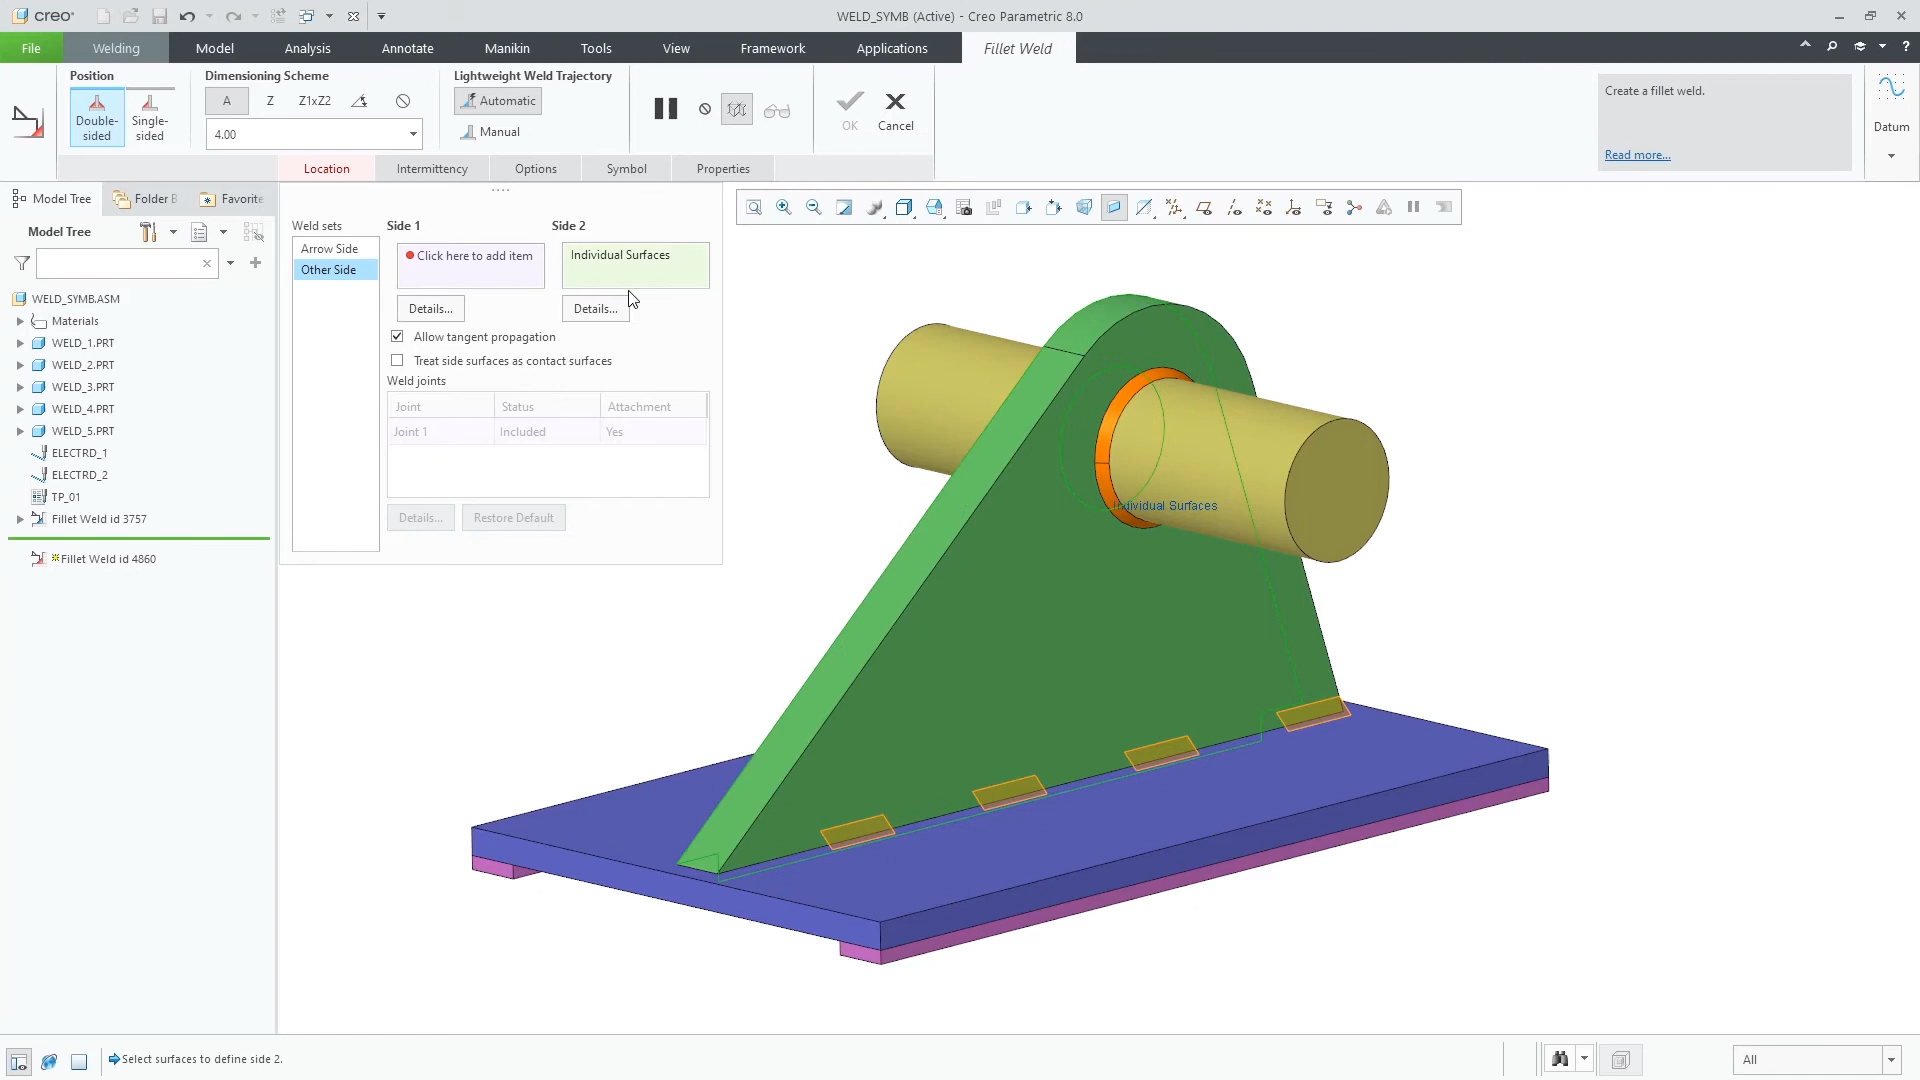 creo
WELD_SYMB (Active) - Creo Parametric 8.0
File
Welding
Model
Analysis
Annotate
Manikin
Tools
View
Framework
Applications
Fillet Weld
Position
Double-
sided
Single-
sided
Dimensioning Scheme
A
Z
Z1xZ2
4.00
Lightweight Weld Trajectory
Automatic
Manual
OK
Cancel
Create a fillet weld.
Read more...
Datum
Location
Intermittency
Options
Symbol
Properties
Model Tree
Folder B
Favorite
Model Tree
WELD_SYMB.ASM
Materials
WELD_1.PRT
WELD_2.PRT
WELD_3.PRT
WELD_4.PRT
WELD_5.PRT
ELECTRD_1
ELECTRD_2
TP_01
Fillet Weld id 3757
Fillet Weld id 4860
Weld sets
Arrow Side
Other Side
Side 1
Side 2
Click here to add item
Individual Surfaces
Details...
Details...
Allow tangent propagation
Treat side surfaces as contact surfaces
Weld joints
Joint
Status
Attachment
Joint 1
Included
Yes
Details...
Restore Default
Individual Surfaces
Select surfaces to define side 2.
All